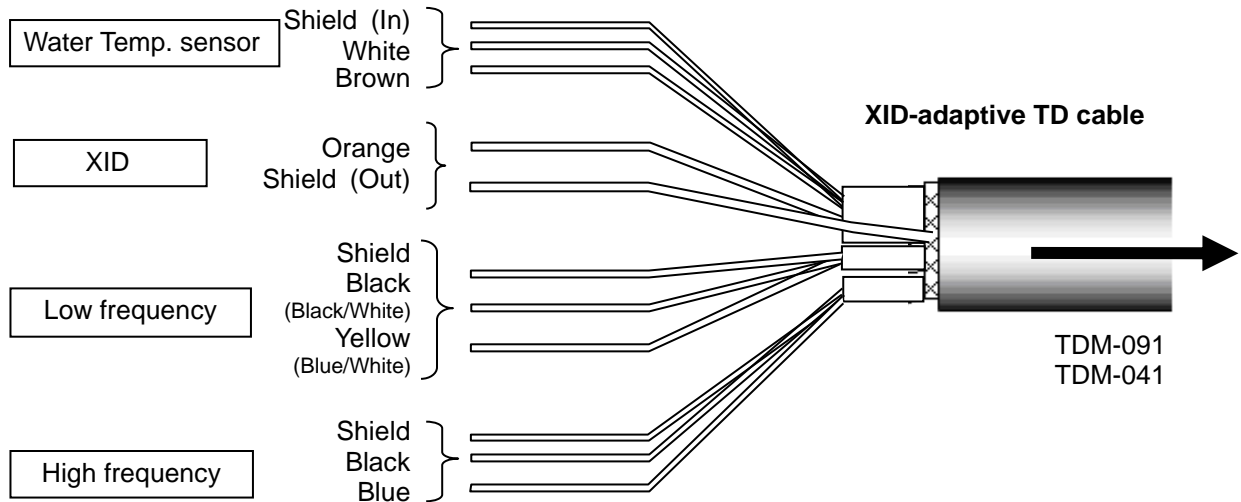 Water Temp. sensor
Shield (In)
White
Brown
XID-adaptive TD cable
XID
Orange
Shield (Out)
Low frequency
Shield
Black
(Black/White)
Yellow
(Blue/White)
TDM-091
TDM-041
High frequency
Shield
Black
Blue